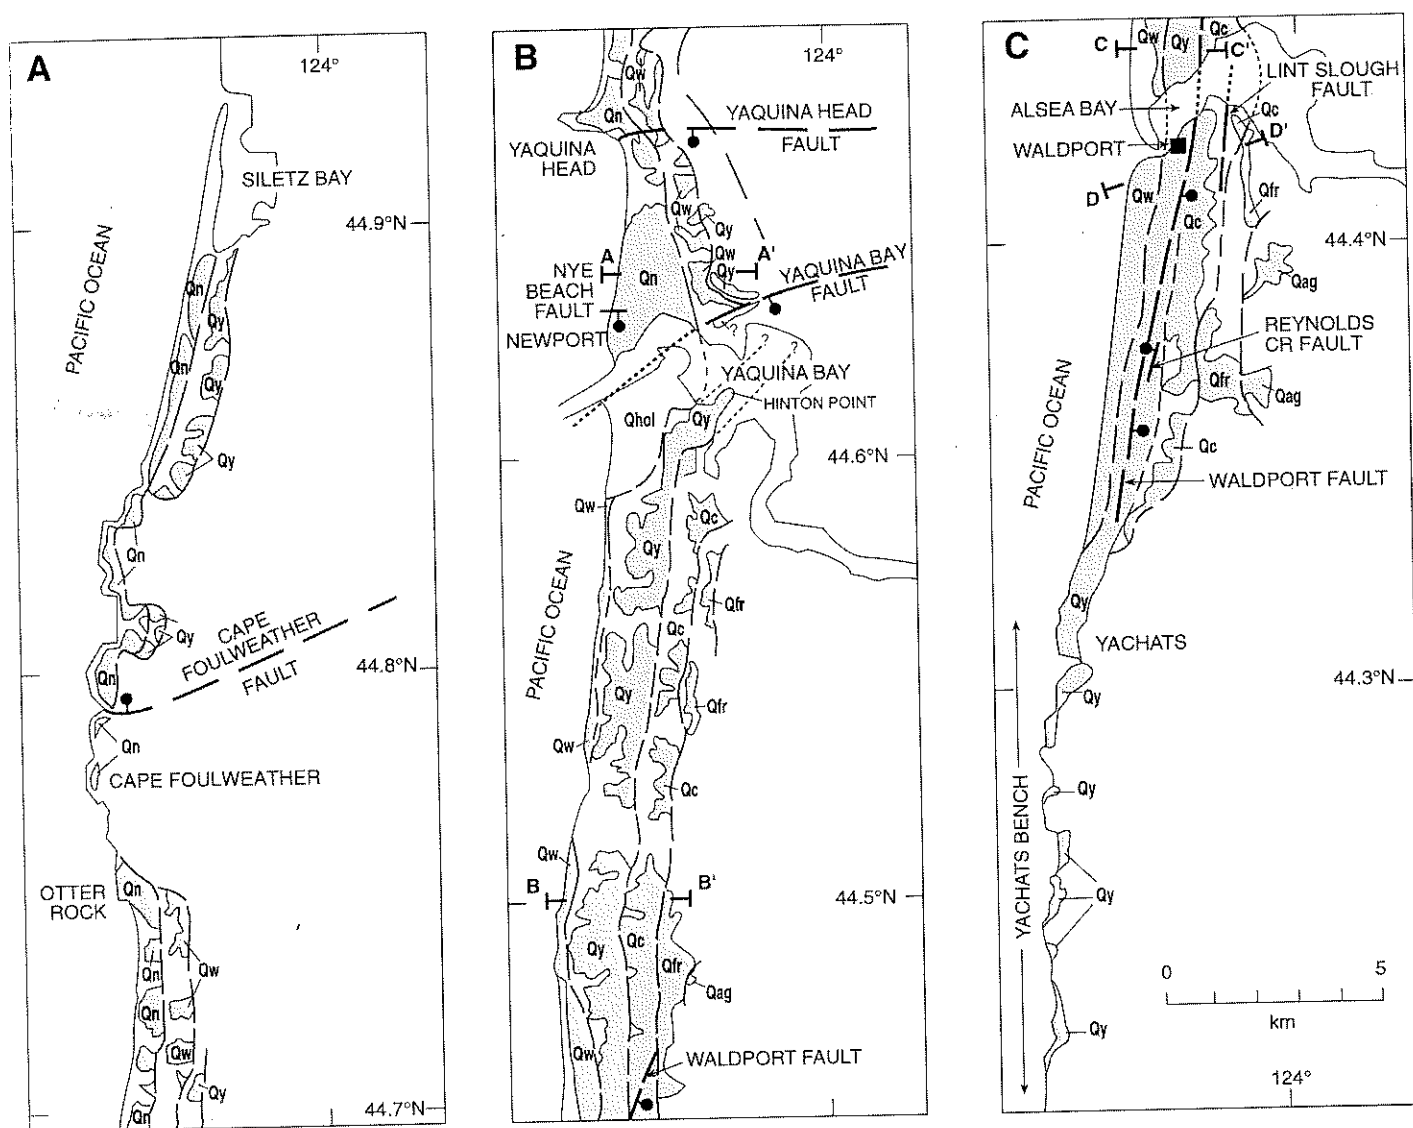 A
124°
SILETZ BAY
44.9°N
PACIFIC OCEAN
Qn
Qy
Qn
Qy
Qy
Qn
Qy
CAPE
FOULWEATHER
FAULT
44.8°N
Qn
Qn
CAPE FOULWEATHER
OTTER
ROCK
Qn
Qn
Qw
Qn
Qw
Qy
Qn
44.7°N
B
124°
Qw
Qn
YAQUINA HEAD
FAULT
YAQUINA
HEAD
Qw
Qy
Qw
Qy
A
A'
NYE
BEACH
FAULT
Qn
YAQUINA BAY
FAULT
NEWPORT
?
?
?
YAQUINA BAY
HINTON POINT
Qhol
Qy
44.6°N
Qw
Qc
Qy
PACIFIC OCEAN
Qfr
Qc
Qy
Qfr
Qw
Qc
Qw
B
B'
44.5°N
Qy
Qc
Qfr
Qag
Qw
WALDPORT FAULT
C
C
Qw
Qy
Qc
C'
LINT SLOUGH
FAULT
ALSEA BAY
Qc
WALDPORT
D'
D
Qw
Qfr
Qc
44.4°N
Qag
REYNOLDS
CR FAULT
PACIFIC OCEAN
Qfr
Qag
Qc
WALDPORT FAULT
Qy
YACHATS
44.3°N
Qy
YACHATS BENCH
Qy
Qy
0
5
km
Qy
124°